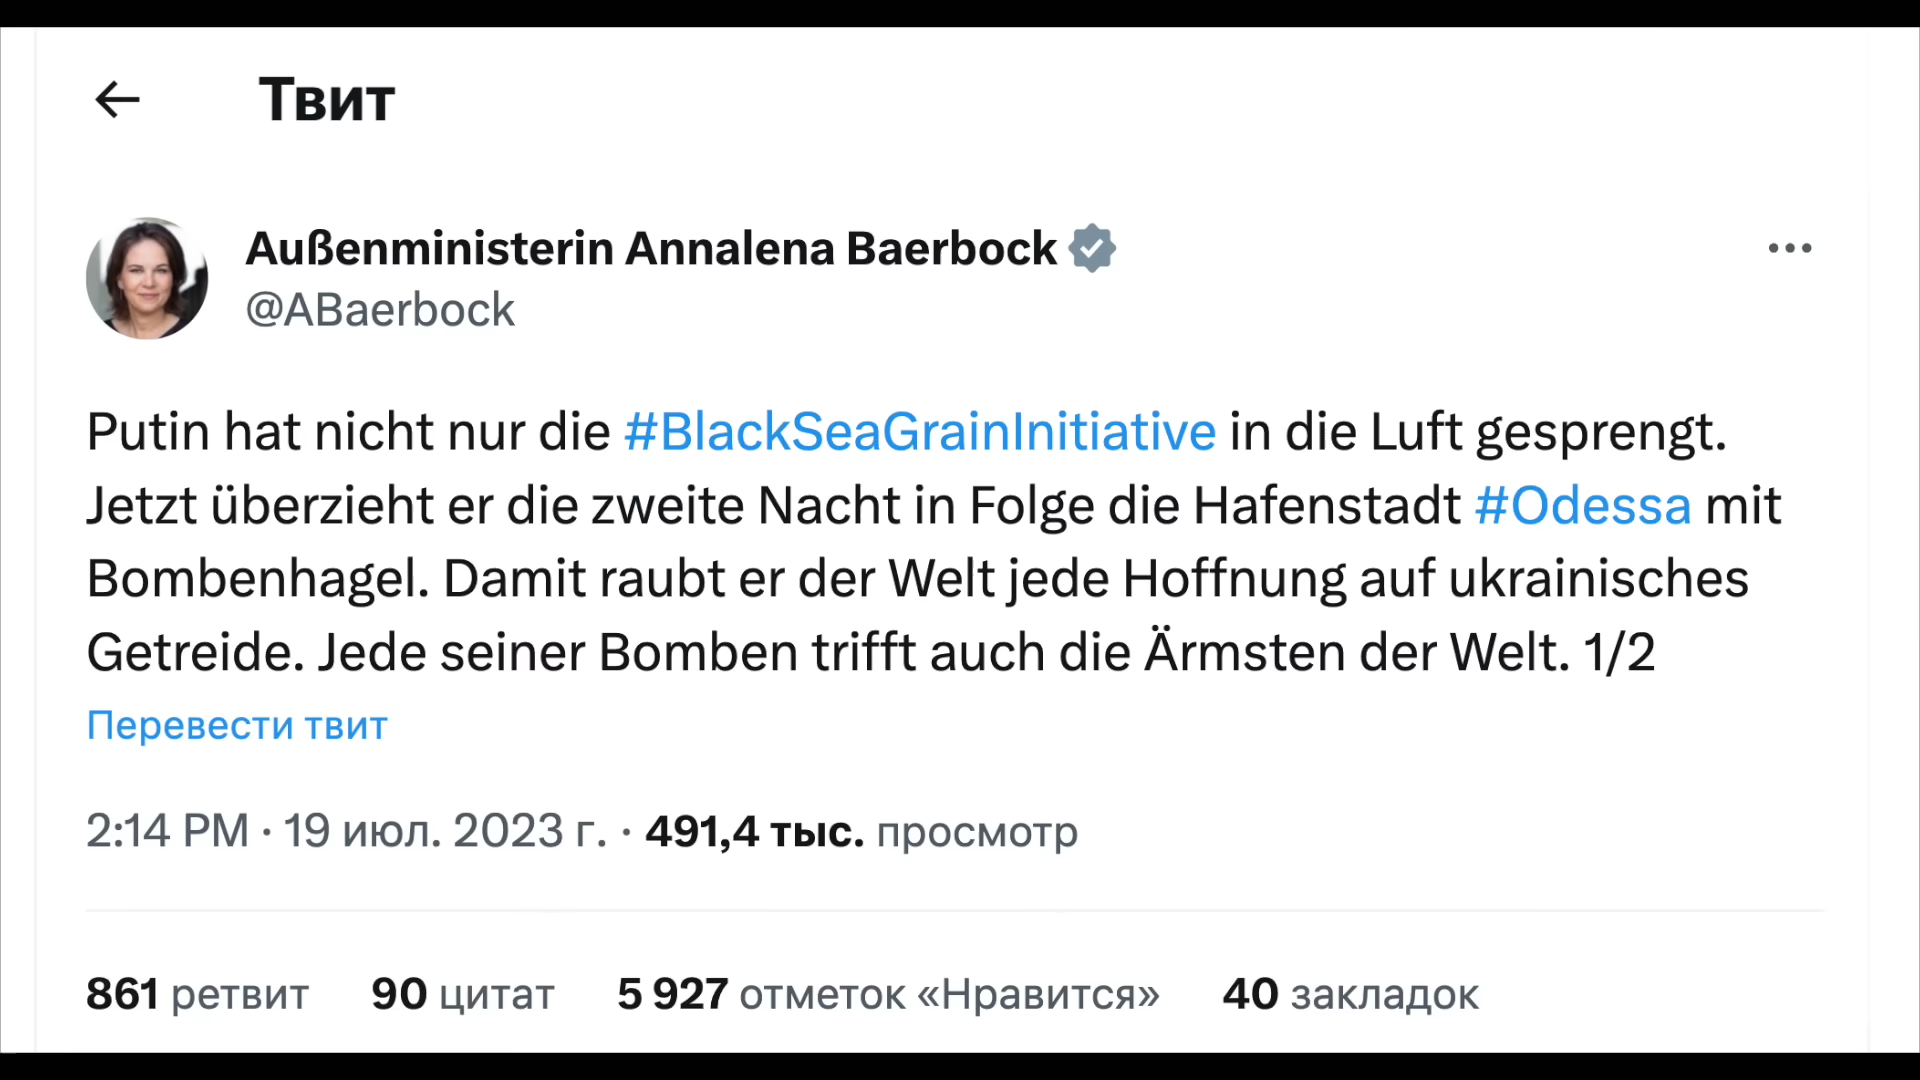 Твит
Außenministerin Annalena Baerbock
@ABaerbock
Putin hat nicht nur die #BlackSeaGrainInitiative in die Luft gesprengt.
Jetzt überzieht er die zweite Nacht in Folge die Hafenstadt #Odessa mit
Bombenhagel. Damit raubt er der Welt jede Hoffnung auf ukrainisches
Getreide. Jede seiner Bomben trifft auch die Ärmsten der Welt. 1/2
Перевести твит
2:14 PM · 19 июл. 2023 г. · 491,4 тыс. просмотр
861 ретвит 90 цитат 5 927 отметок «Нравится» 40 закладок